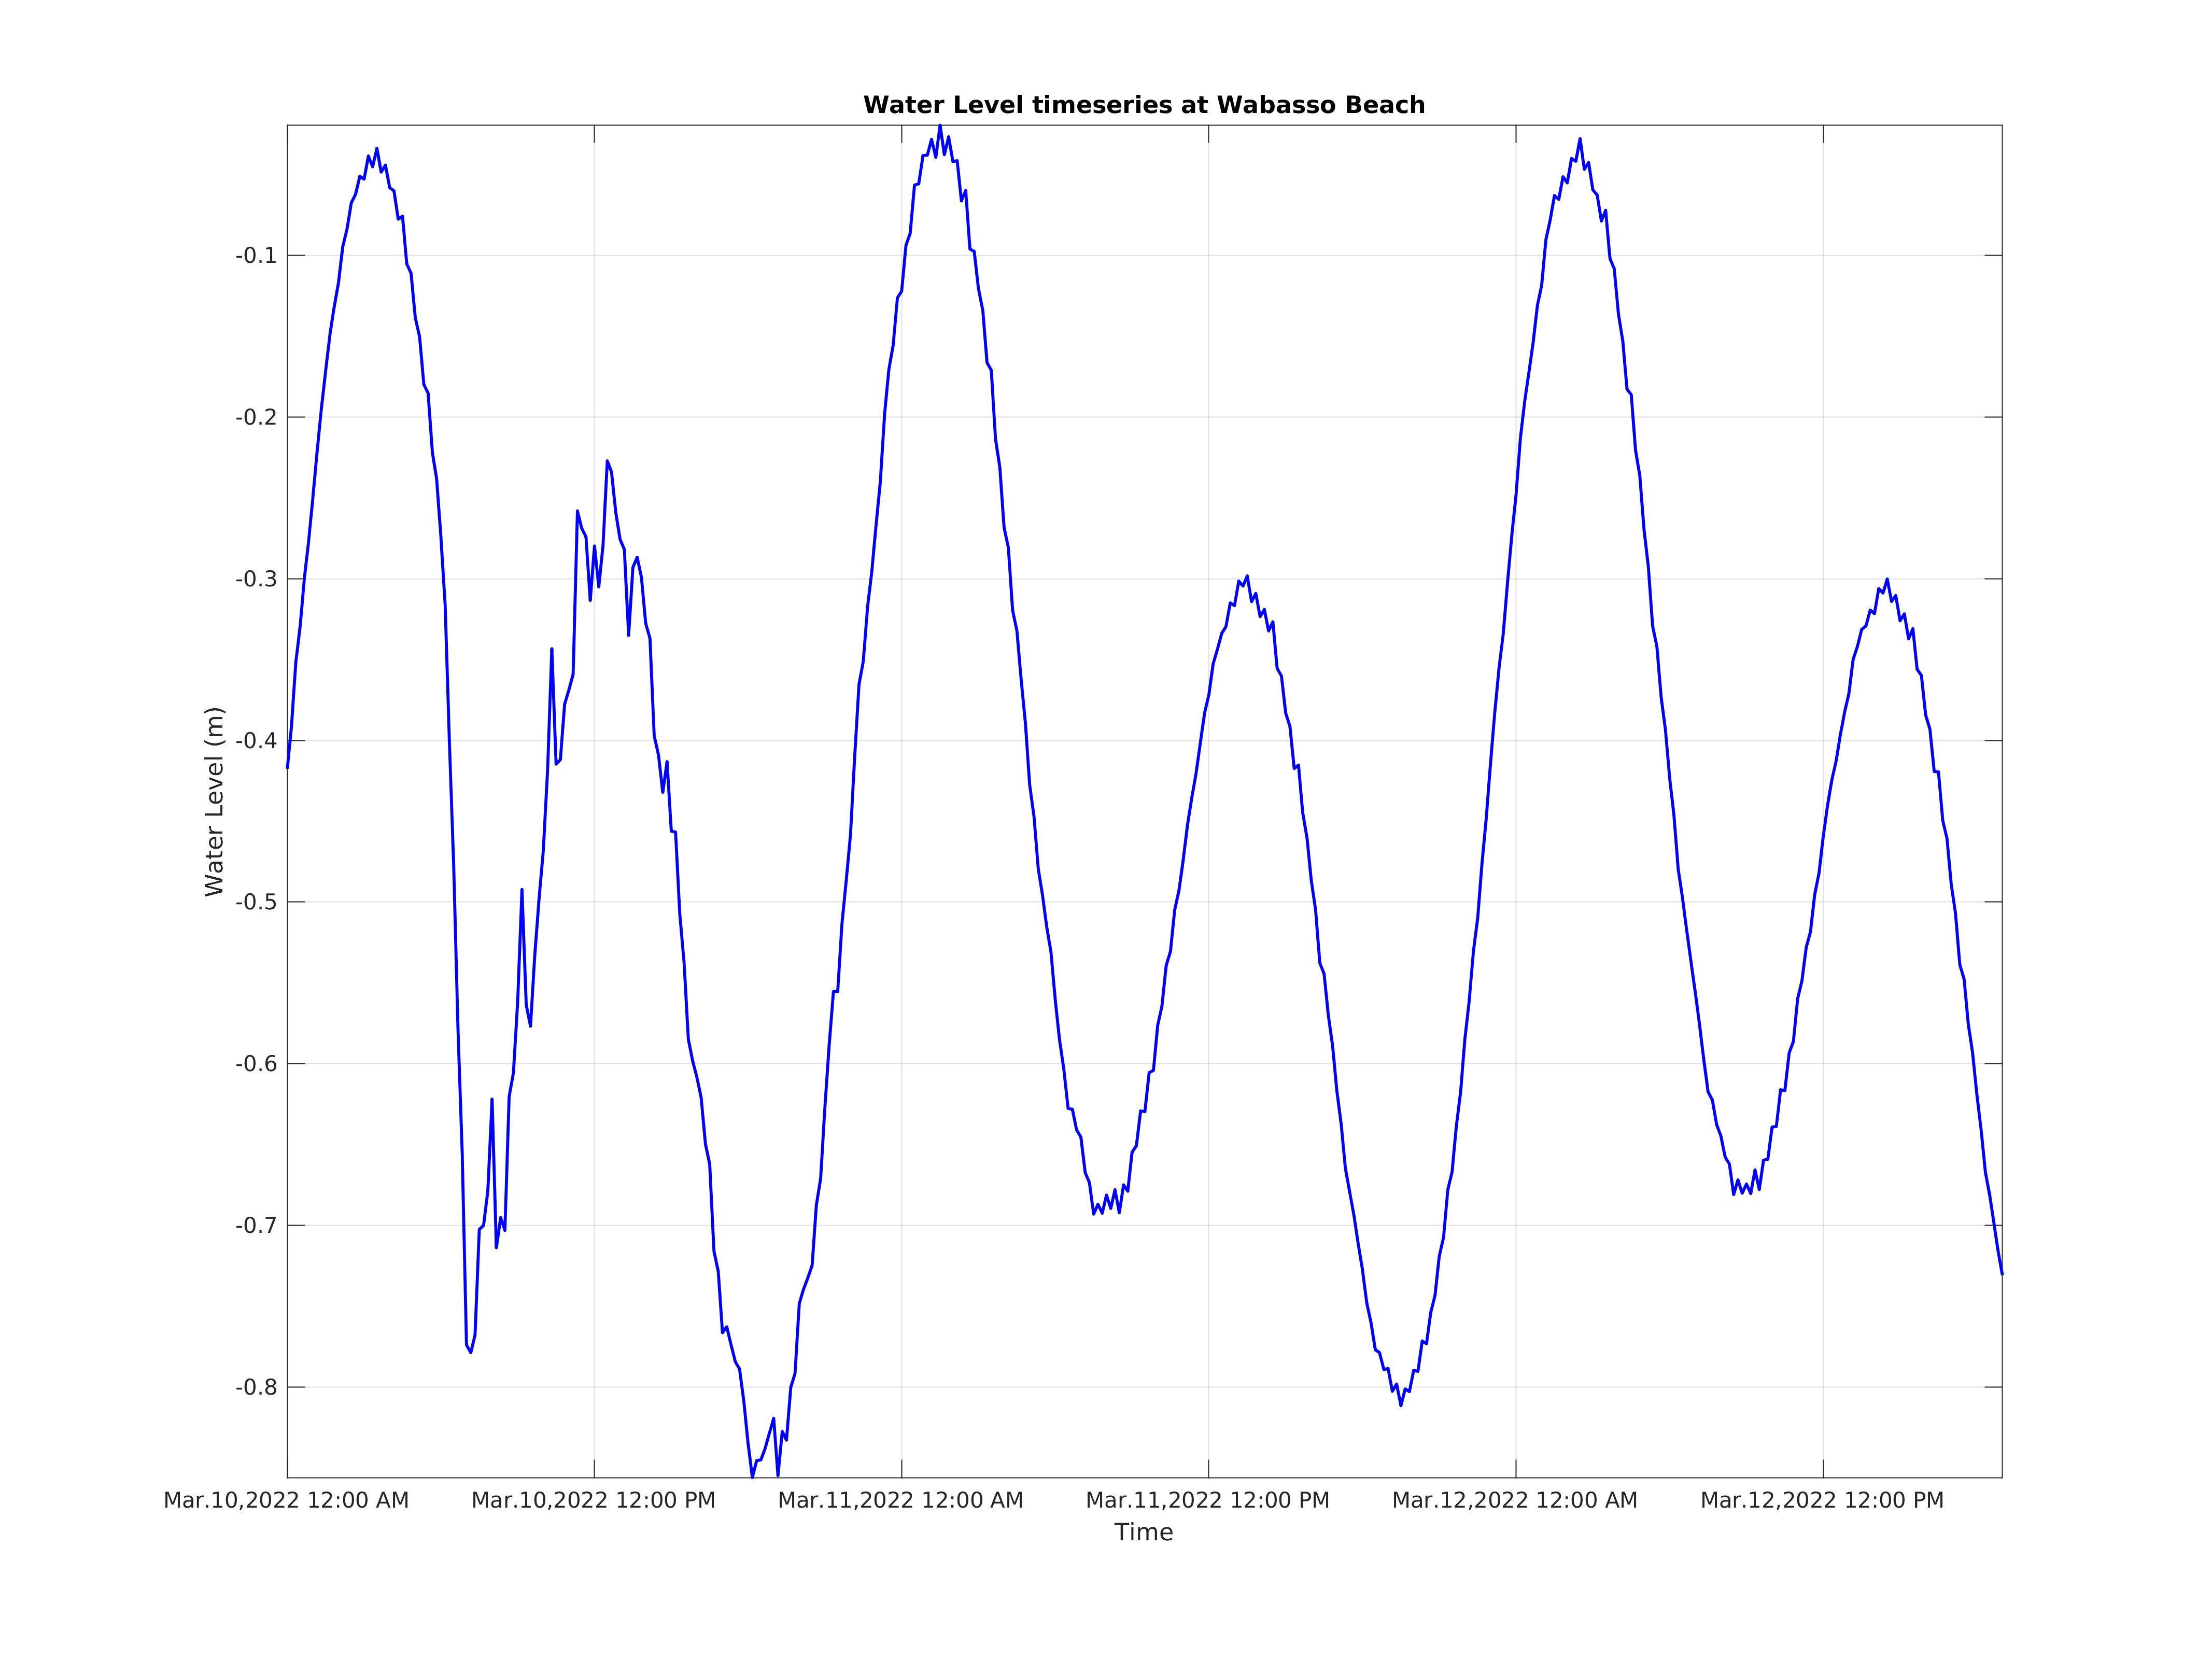 Water Level timeseries at Wabasso Beach
-0.1
-0.2
-0.3
-0.4
-0.5
-0.6
-0.7
-0.8
Water Level (m)
Mar.10,2022 12:00 AM
Mar.10,2022 12:00 PM
Mar.11,2022 12:00 AM
Mar.11,2022 12:00 PM
Mar.12,2022 12:00 AM
Mar.12,2022 12:00 PM
Time